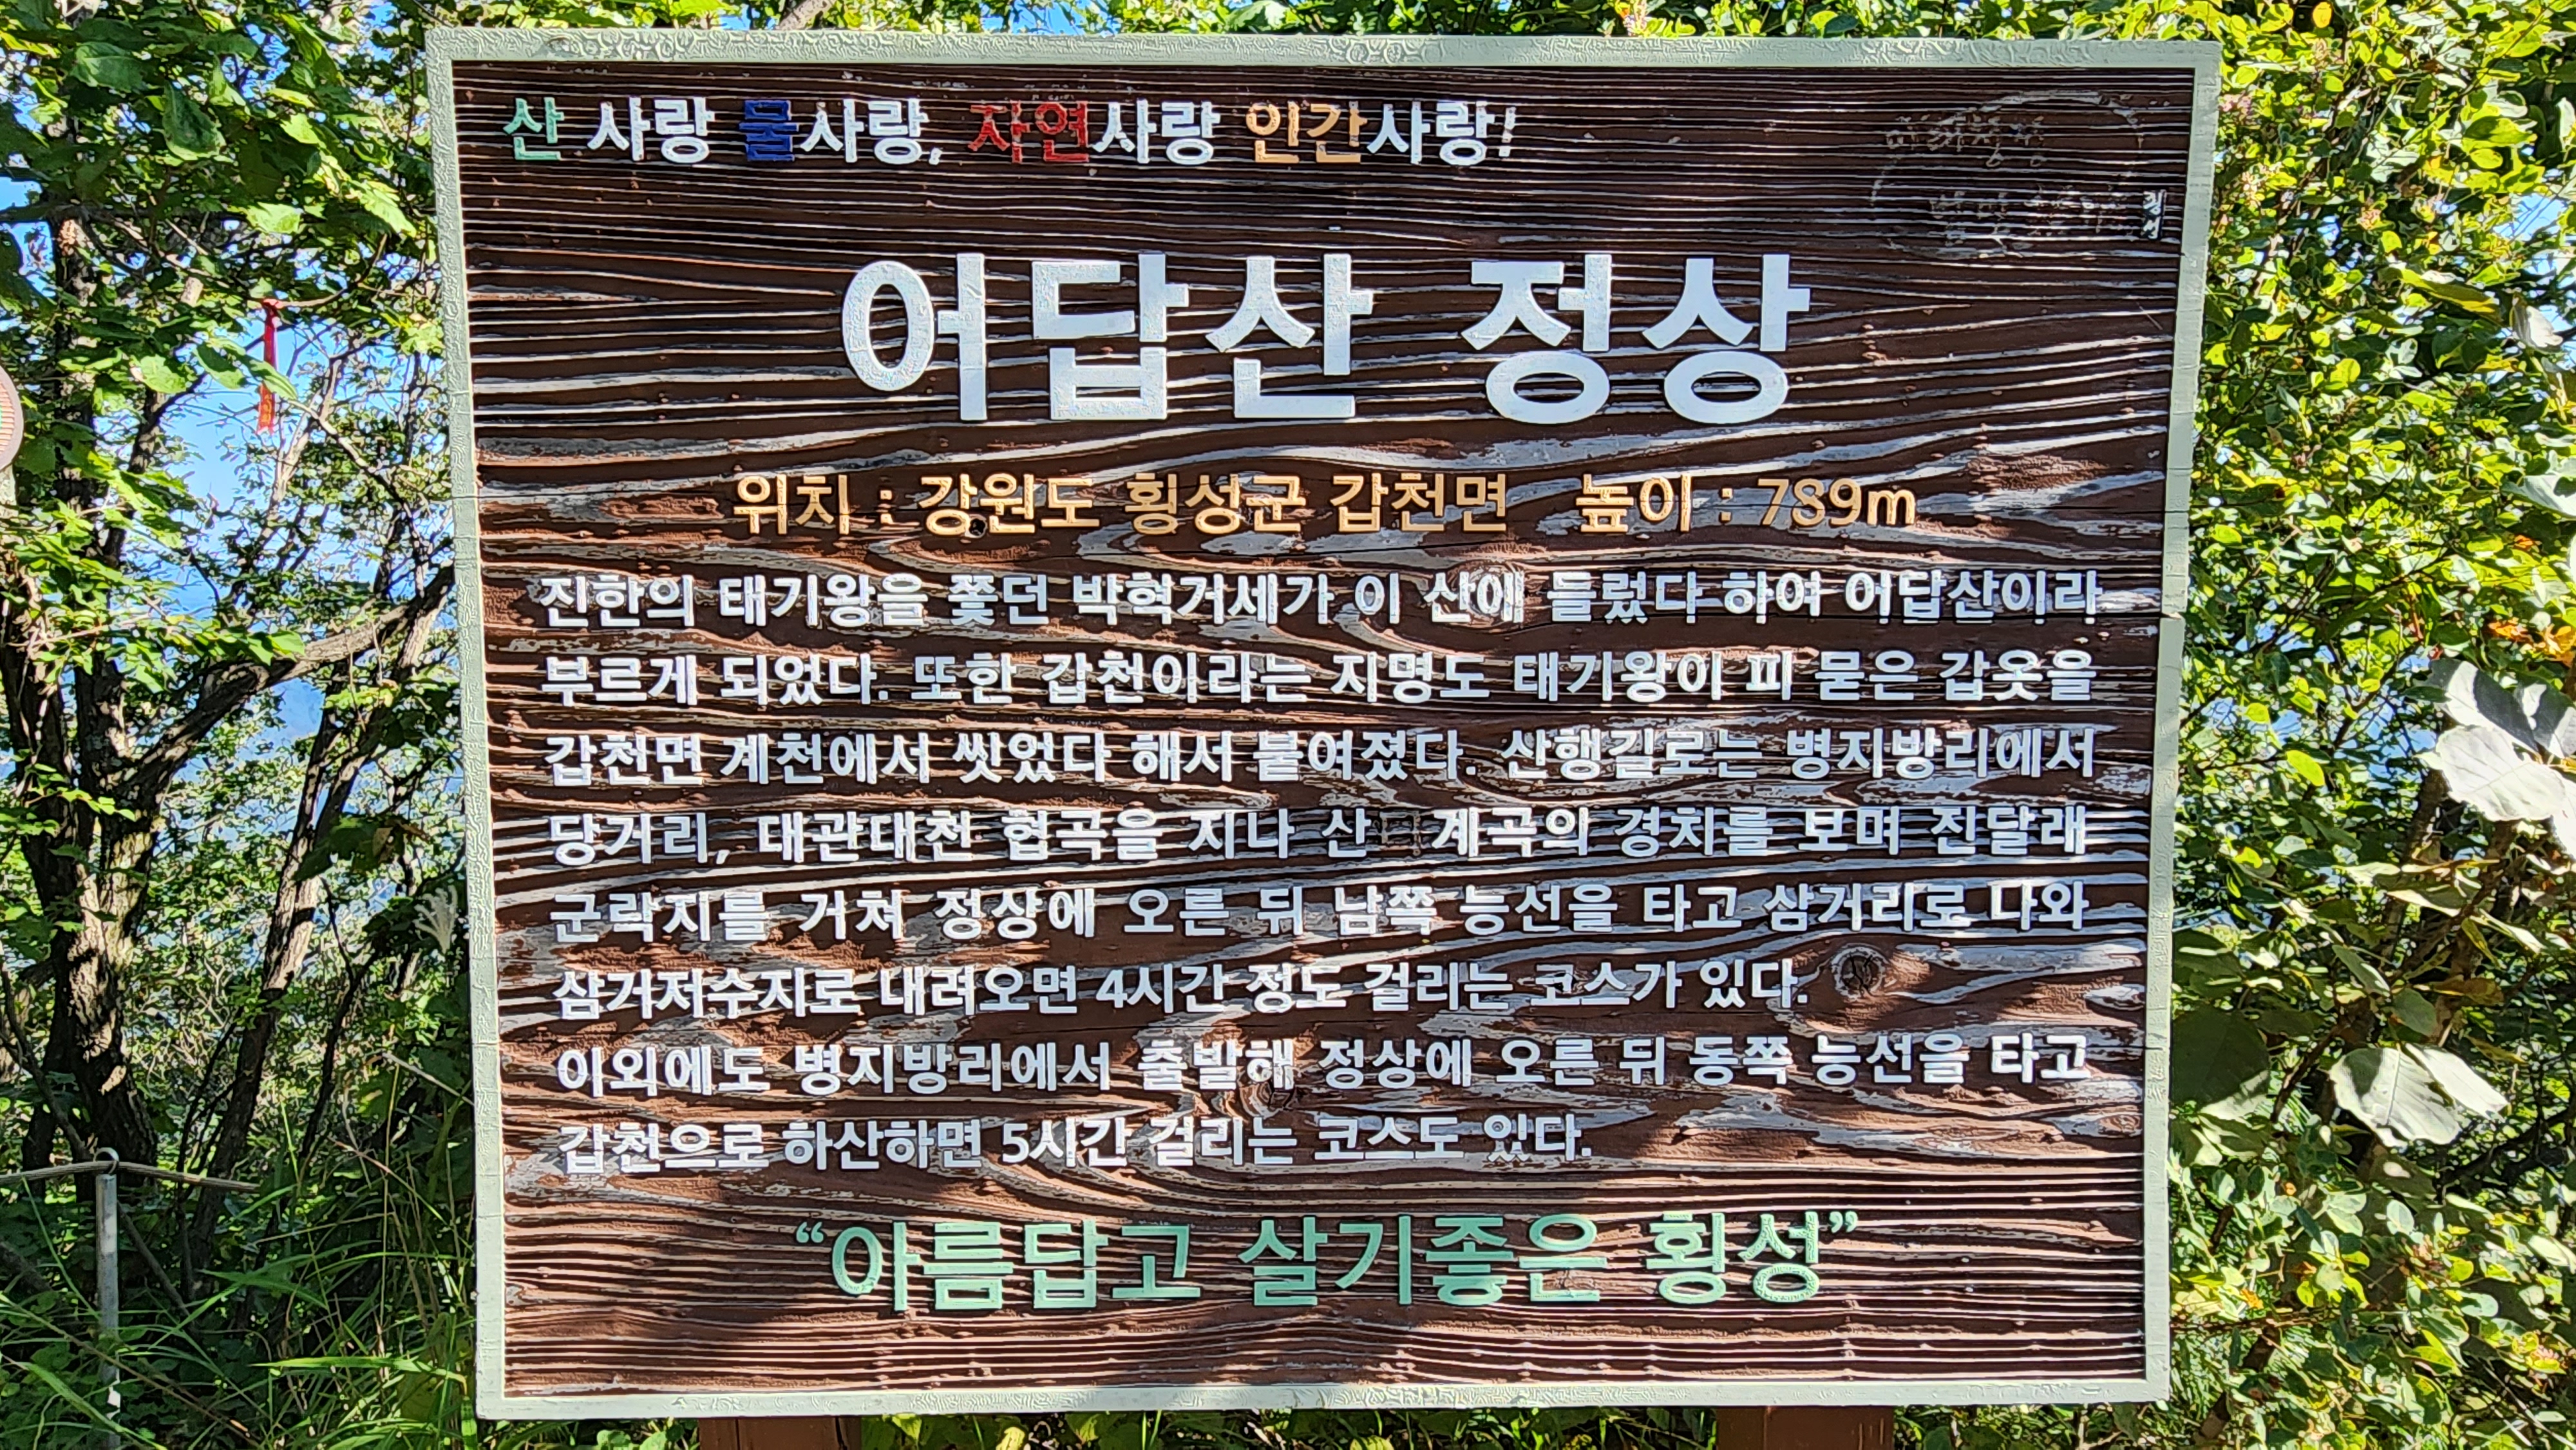 산 사랑 물사랑, 자연사랑 인간사랑!
어답산 정상
위치 : 강원도 횡성군 갑천면 높이 : 789m
진한의 태기왕을 쫓던 박혁거세가 이 산에 들렀다 하여 어답산이라
부르게 되었다. 또한 갑천이라는 지명도 태기왕이 피 묻은 갑옷을
갑천면 계천에서 씻었다 해서 붙여졌다. 산행길로는 병지방리에서
당거리, 대관대천 협곡을 지나 산 계곡의 경치를 보며 진달래
군락지를 거쳐 정상에 오른 뒤 남쪽 능선을 타고 삼거리로 나와
삼거저수지로 내려오면 4시간 정도 걸리는 코스가 있다.
이외에도 병지방리에서 출발해 정상에 오른 뒤 동쪽 능선을 타고
갑천으로 하산하면 5시간 걸리는 코스도 있다.
“아름답고 살기좋은 횡성”